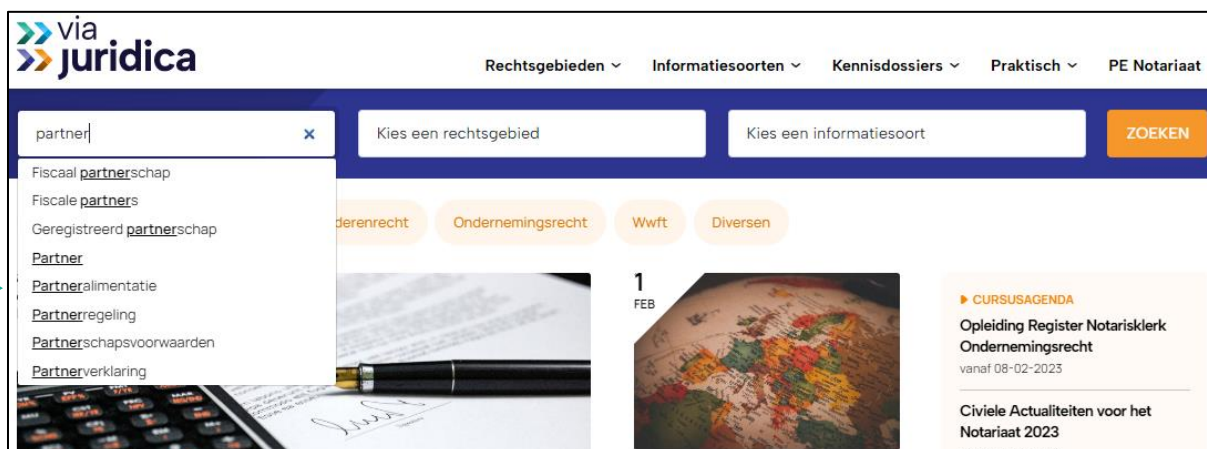 via
juridica
Rechtsgebieden
Informatiesoorten
Kennisdossiers
Praktisch
PE Notariaat
partner
Kies een rechtsgebied
Kies een informatiesoort
ZOEKEN
Fiscaal partnerschap
Fiscale partners
Geregistreerd partnerschap
Partner
Partneralimentatie
Partnerregeling
Partnerschapsvoorwaarden
Partnerverklaring
derenrecht
Ondernemingsrecht
Wwft
Diversen
1
FEB
CURSUSAGENDA
Opleiding Register Notarisklerk
Ondernemingsrecht
vanaf 08-02-2023
Civiele Actualiteiten voor het
Notariaat 2023